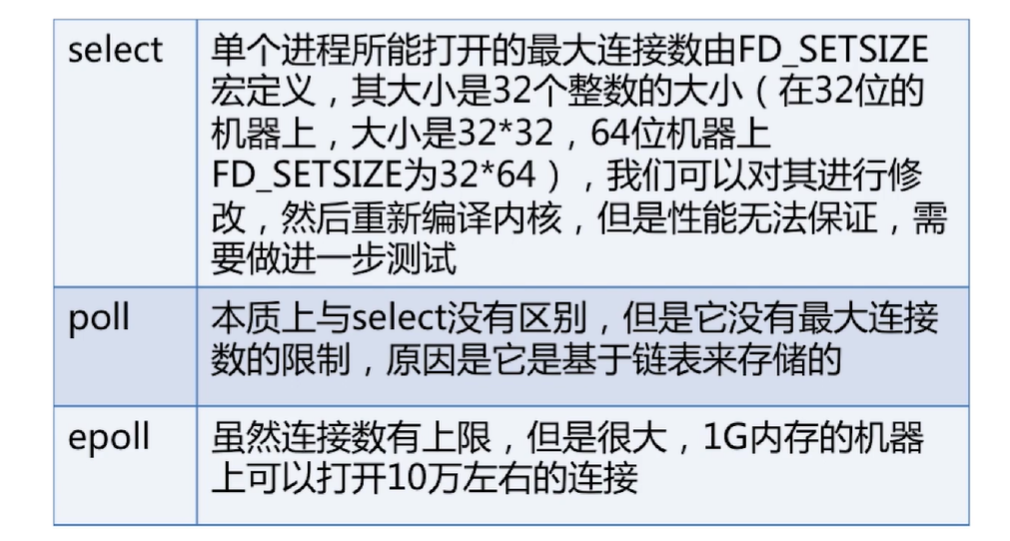 select
单个进程所能打开的最大连接数由FD_SETSIZE
宏定义，其大小是32个整数的大小（在32位的
机器上，大小是32*32，64位机器上
FD_SETSIZE为32*64），我们可以对其进行修
改，然后重新编译内核，但是性能无法保证，需
要做进一步测试
poll
本质上与select没有区别，但是它没有最大连接
数的限制，原因是它是基于链表来存储的
epoll
虽然连接数有上限，但是很大，1G内存的机器
上可以打开10万左右的连接